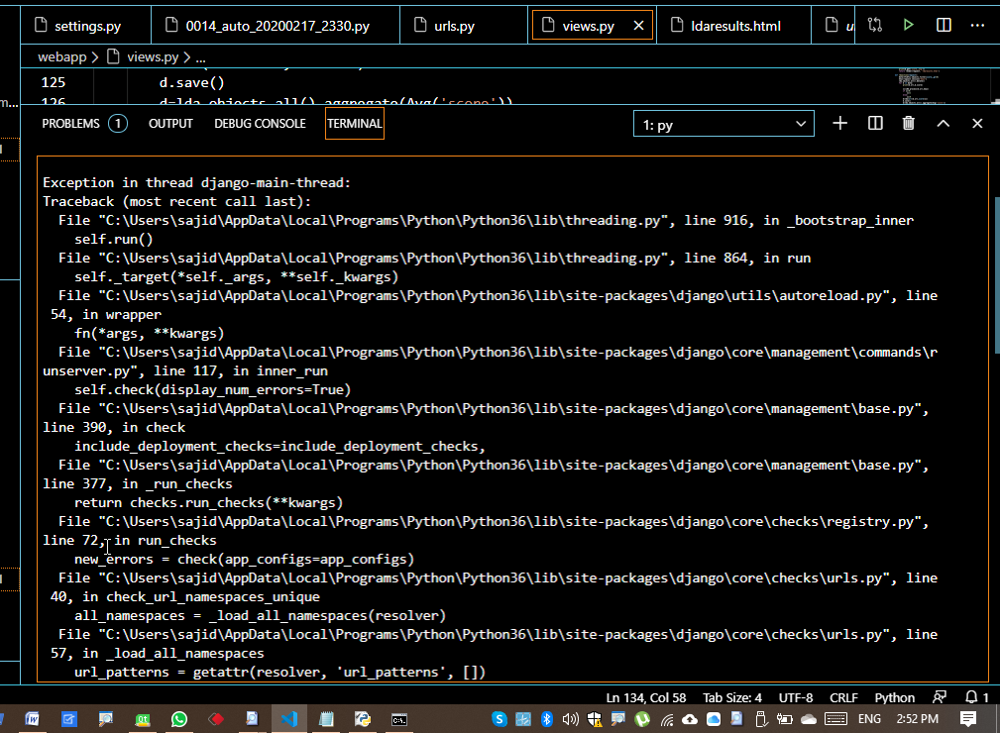 settings.py
0014_auto_20200217_2330.py
urls.py
views.py
ldaresults.html
u
webapp > views.py > ...
125 d.save()
126 d=lda.objects.all().aggregate(Avg('scope'))
m...
PROBLEMS 1 OUTPUT DEBUG CONSOLE TERMINAL 1: py
Exception in thread django-main-thread:
Traceback (most recent call last):
File "C:\Users\sajid\AppData\Local\Programs\Python\Python36\lib\threading.py", line 916, in _bootstrap_inner
self.run()
File "C:\Users\sajid\AppData\Local\Programs\Python\Python36\lib\threading.py", line 864, in run
self._target(*self._args, **self._kwargs)
File "C:\Users\sajid\AppData\Local\Programs\Python\Python36\lib\site-packages\django\utils\autoreload.py", line
54, in wrapper
fn(*args, **kwargs)
File "C:\Users\sajid\AppData\Local\Programs\Python\Python36\lib\site-packages\django\core\management\commands\r
unserver.py", line 117, in inner_run
self.check(display_num_errors=True)
File "C:\Users\sajid\AppData\Local\Programs\Python\Python36\lib\site-packages\django\core\management\base.py",
line 390, in check
include_deployment_checks=include_deployment_checks,
File "C:\Users\sajid\AppData\Local\Programs\Python\Python36\lib\site-packages\django\core\management\base.py",
line 377, in _run_checks
return checks.run_checks(**kwargs)
File "C:\Users\sajid\AppData\Local\Programs\Python\Python36\lib\site-packages\django\core\checks\registry.py",
line 72, in run_checks
new_errors = check(app_configs=app_configs)
File "C:\Users\sajid\AppData\Local\Programs\Python\Python36\lib\site-packages\django\core\checks\urls.py", line
40, in check_url_namespaces_unique
all_namespaces = _load_all_namespaces(resolver)
File "C:\Users\sajid\AppData\Local\Programs\Python\Python36\lib\site-packages\django\core\checks\urls.py", line
57, in _load_all_namespaces
url_patterns = getattr(resolver, 'url_patterns', [])
Ln 134, Col 58 Tab Size: 4 UTF-8 CRLF Python 1
ENG 2:52 PM